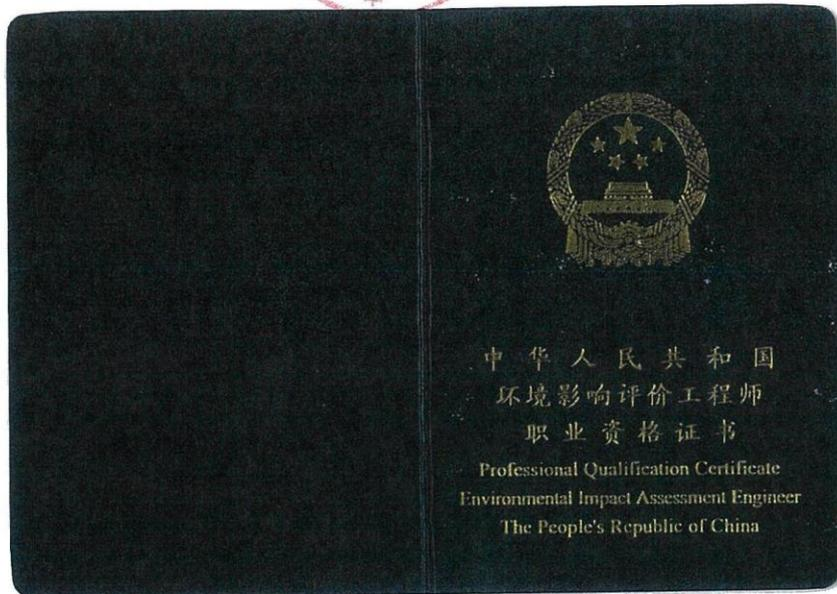 中华人民共和国
环境影响评价工程师
职业资格证书
Professional Qualification Certificate
Environmental Impact Assessment Engineer
The People's Republic of China